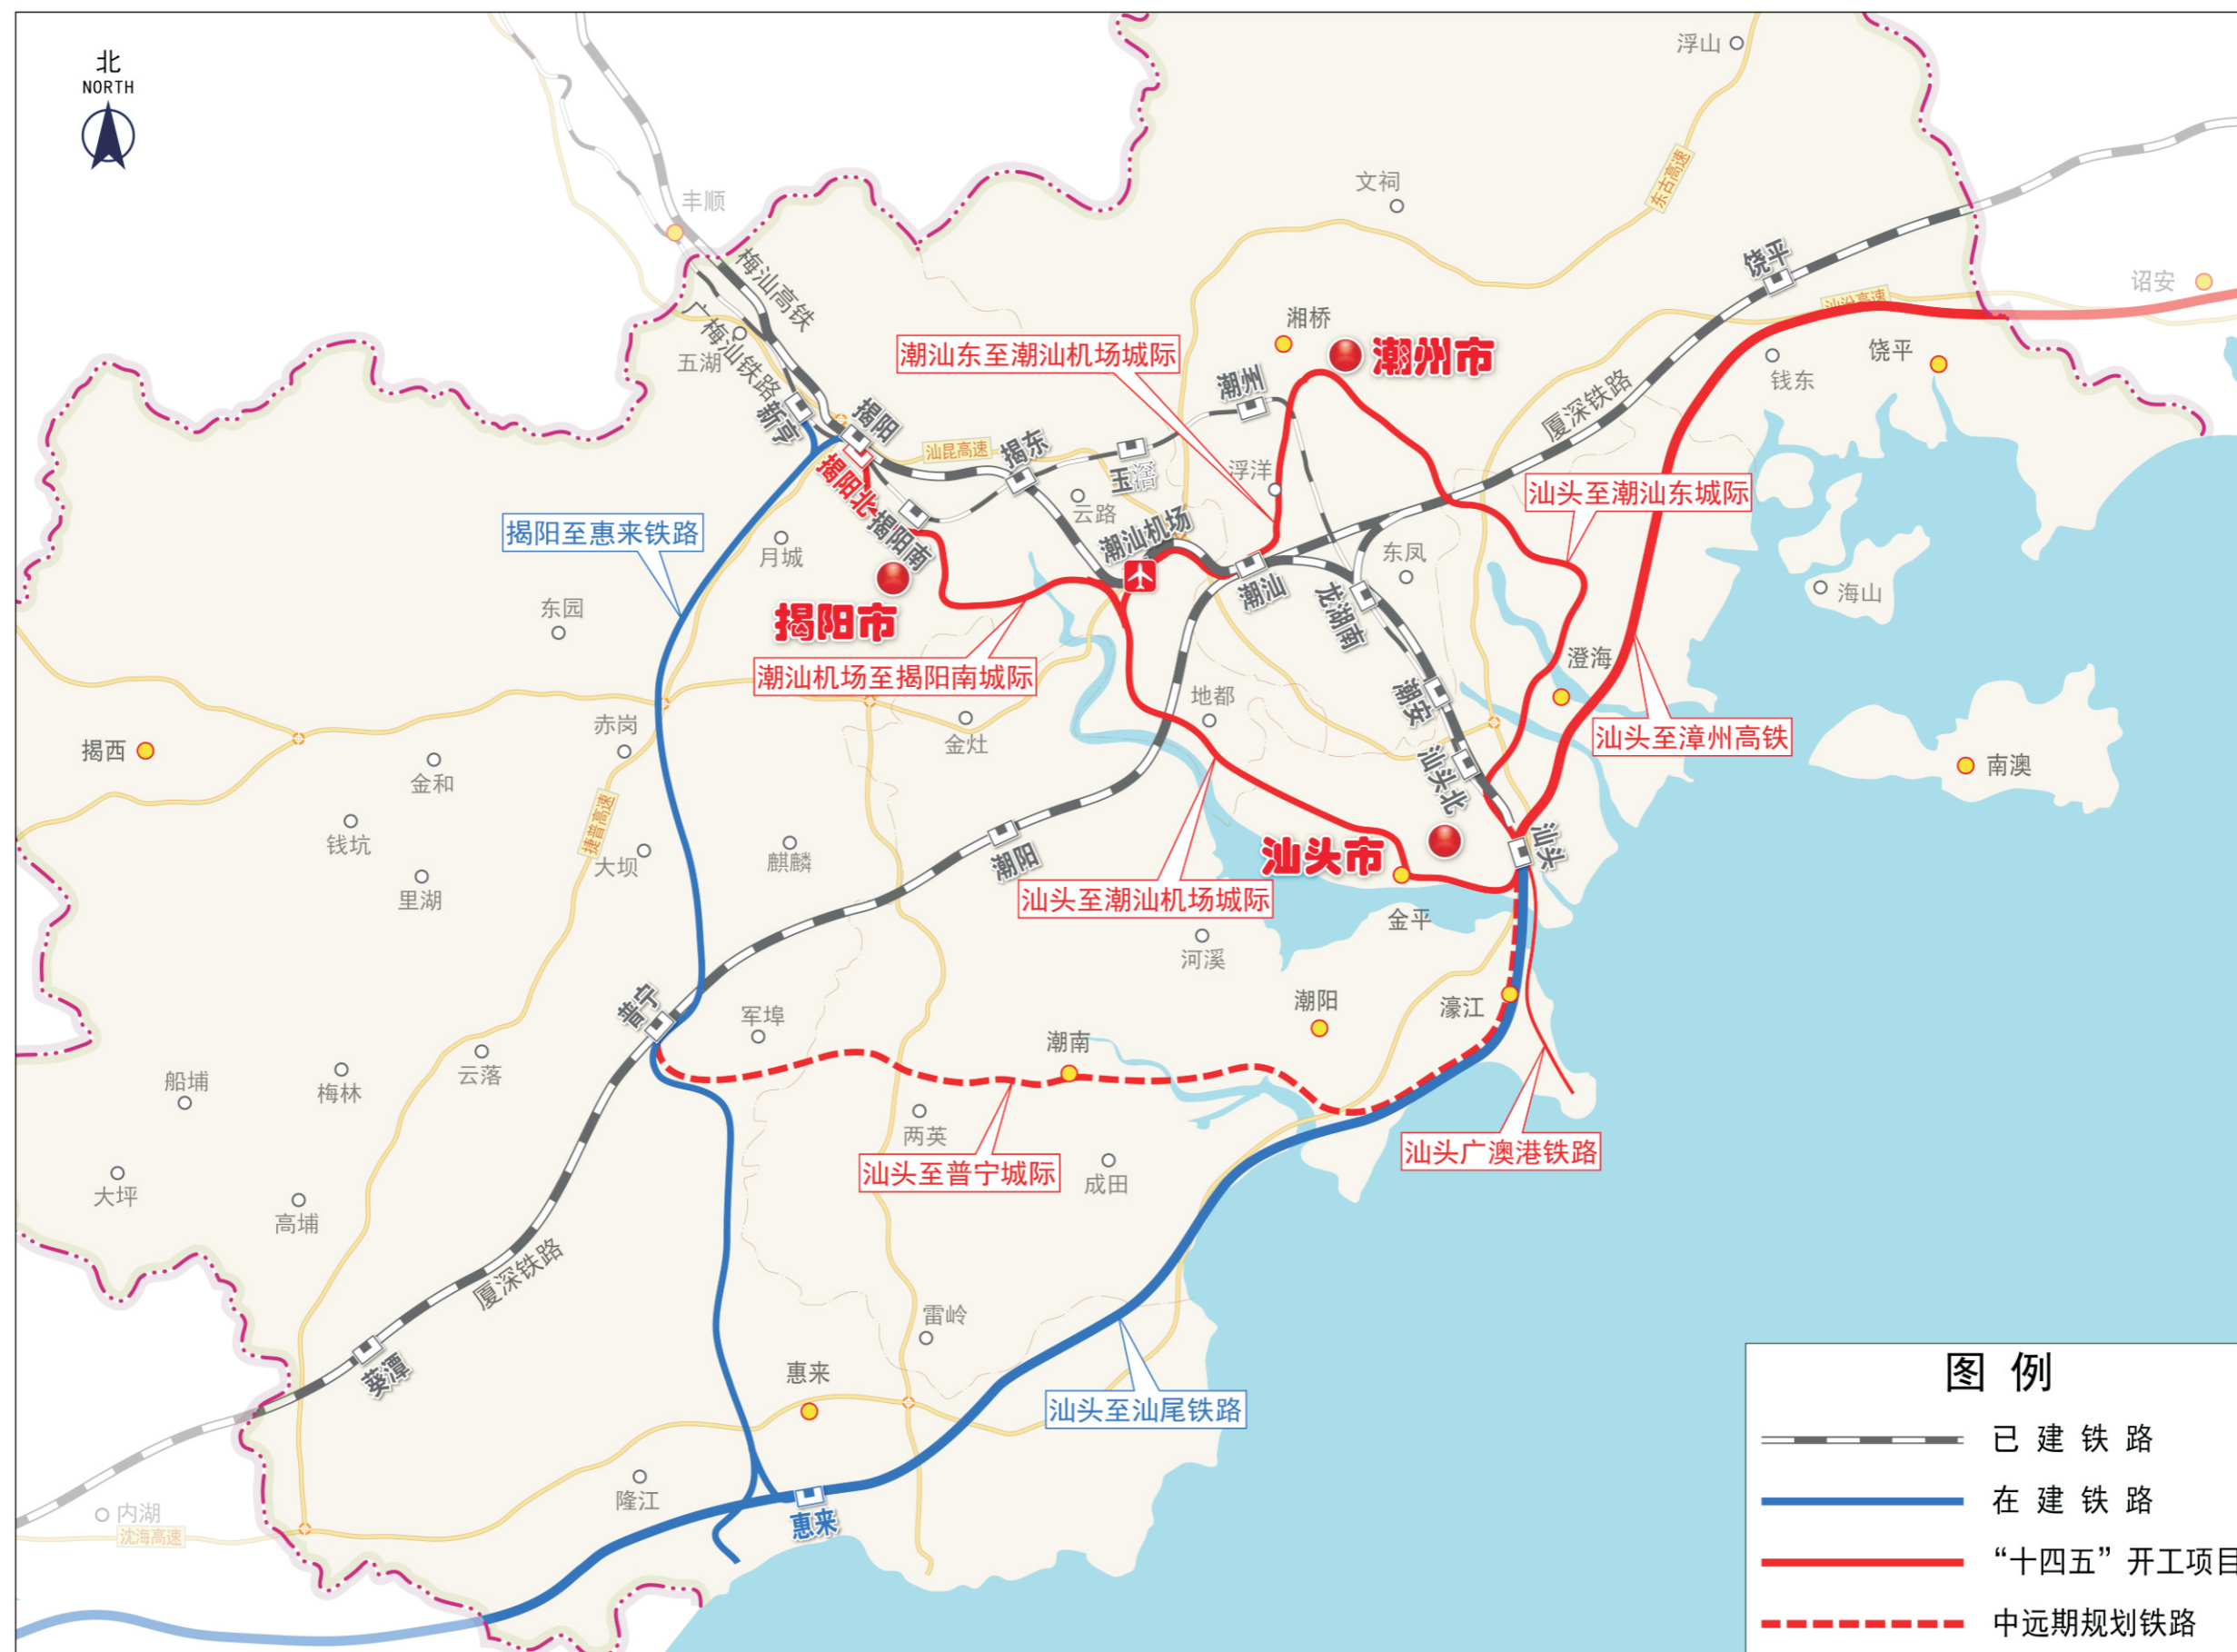 北
NORTH
浮山
文祠
东古高速
丰顺
梅汕高铁
广梅汕铁路
五湖
饶平
诏安
汕汾高速
湘桥
潮州市
潮汕东至潮汕机场城际
饶平
钱东
潮州
厦深铁路
新亨
揭阳
揭阳北
汕昆高速
揭东
玉滘
浮洋
云路
汕头至潮汕东城际
揭阳至惠来铁路
月城
揭阳南
潮汕机场
潮汕
东凤
龙湖南
海山
东园
揭阳市
潮汕机场至揭阳南城际
澄海
地都
潮安
汕头至漳州高铁
赤岗
金灶
揭西
金和
南澳
汕头北
捷普高速
钱坑
大坝
麒麟
潮阳
汕头市
汕头
里湖
汕头至潮汕机场城际
金平
河溪
普宁
军埠
潮阳
濠江
潮南
云落
船埔
梅林
两英
汕头至普宁城际
成田
汕头广澳港铁路
大坪
高埔
厦深铁路
雷岭
葵潭
惠来
汕头至汕尾铁路
隆江
内湖
沈海高速
惠来
图例
已建铁路
在建铁路
“十四五”开工项目
中远期规划铁路